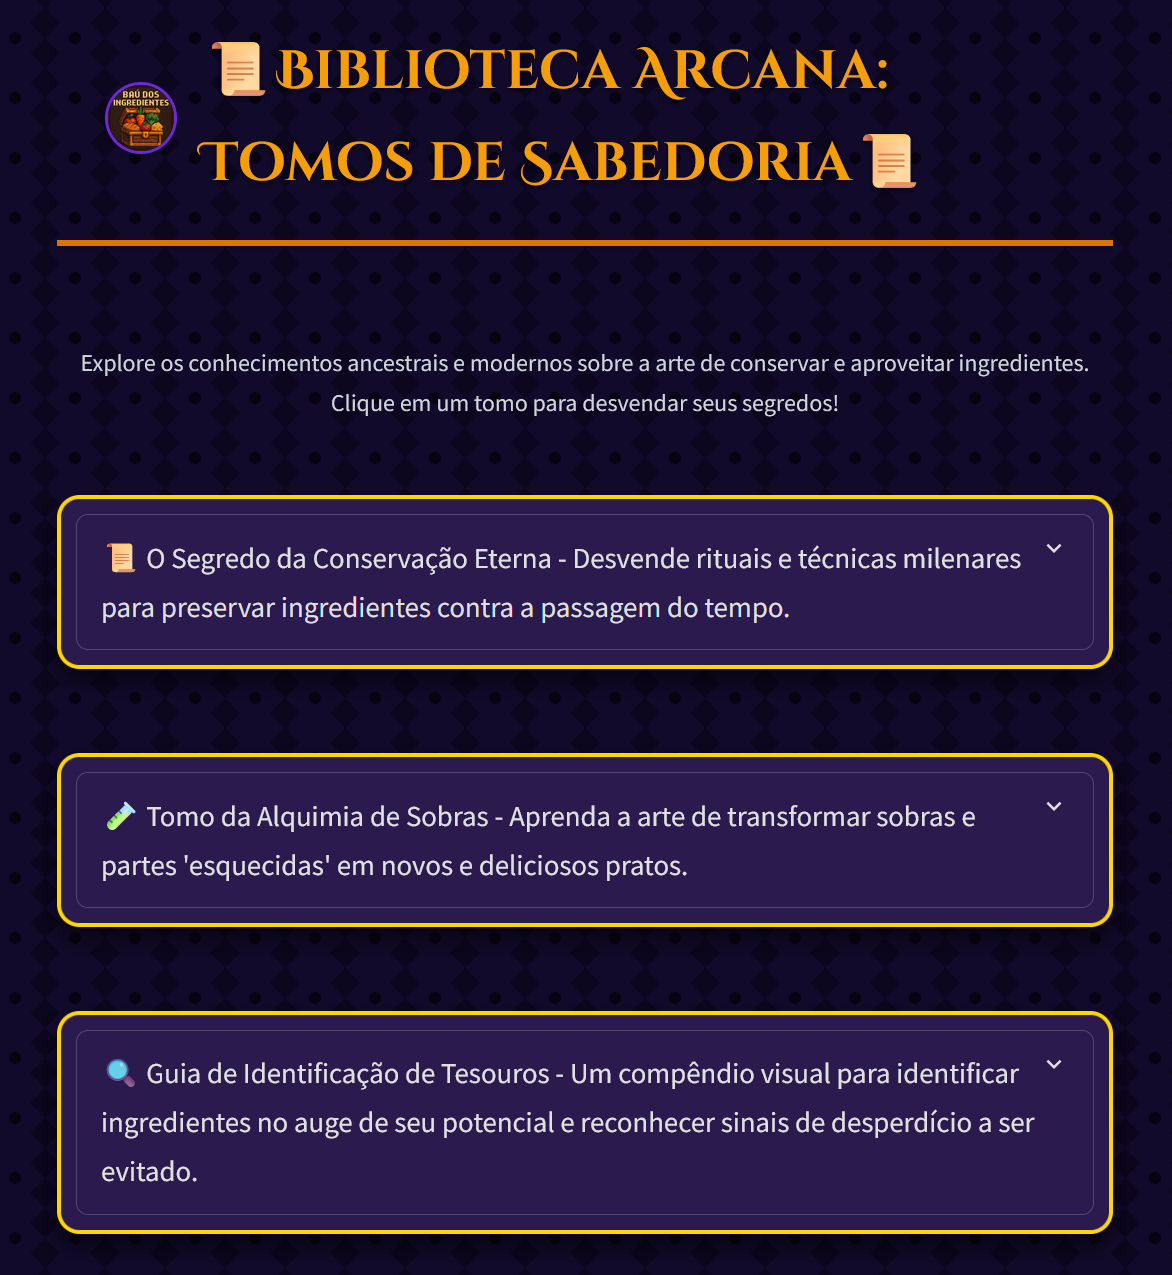 📜 Biblioteca Arcana:
Tomos de Sabedoria 📜
BAÚ DOS
INGREDIENTES
Explore os conhecimentos ancestrais e modernos sobre a arte de conservar e aproveitar ingredientes.
Clique em um tomo para desvendar seus segredos!
📜 O Segredo da Conservação Eterna - Desvende rituais e técnicas milenares
para preservar ingredientes contra a passagem do tempo.
🧪 Tomo da Alquimia de Sobras - Aprenda a arte de transformar sobras e
partes 'esquecidas' em novos e deliciosos pratos.
🔍 Guia de Identificação de Tesouros - Um compêndio visual para identificar
ingredientes no auge de seu potencial e reconhecer sinais de desperdício a ser
evitado.